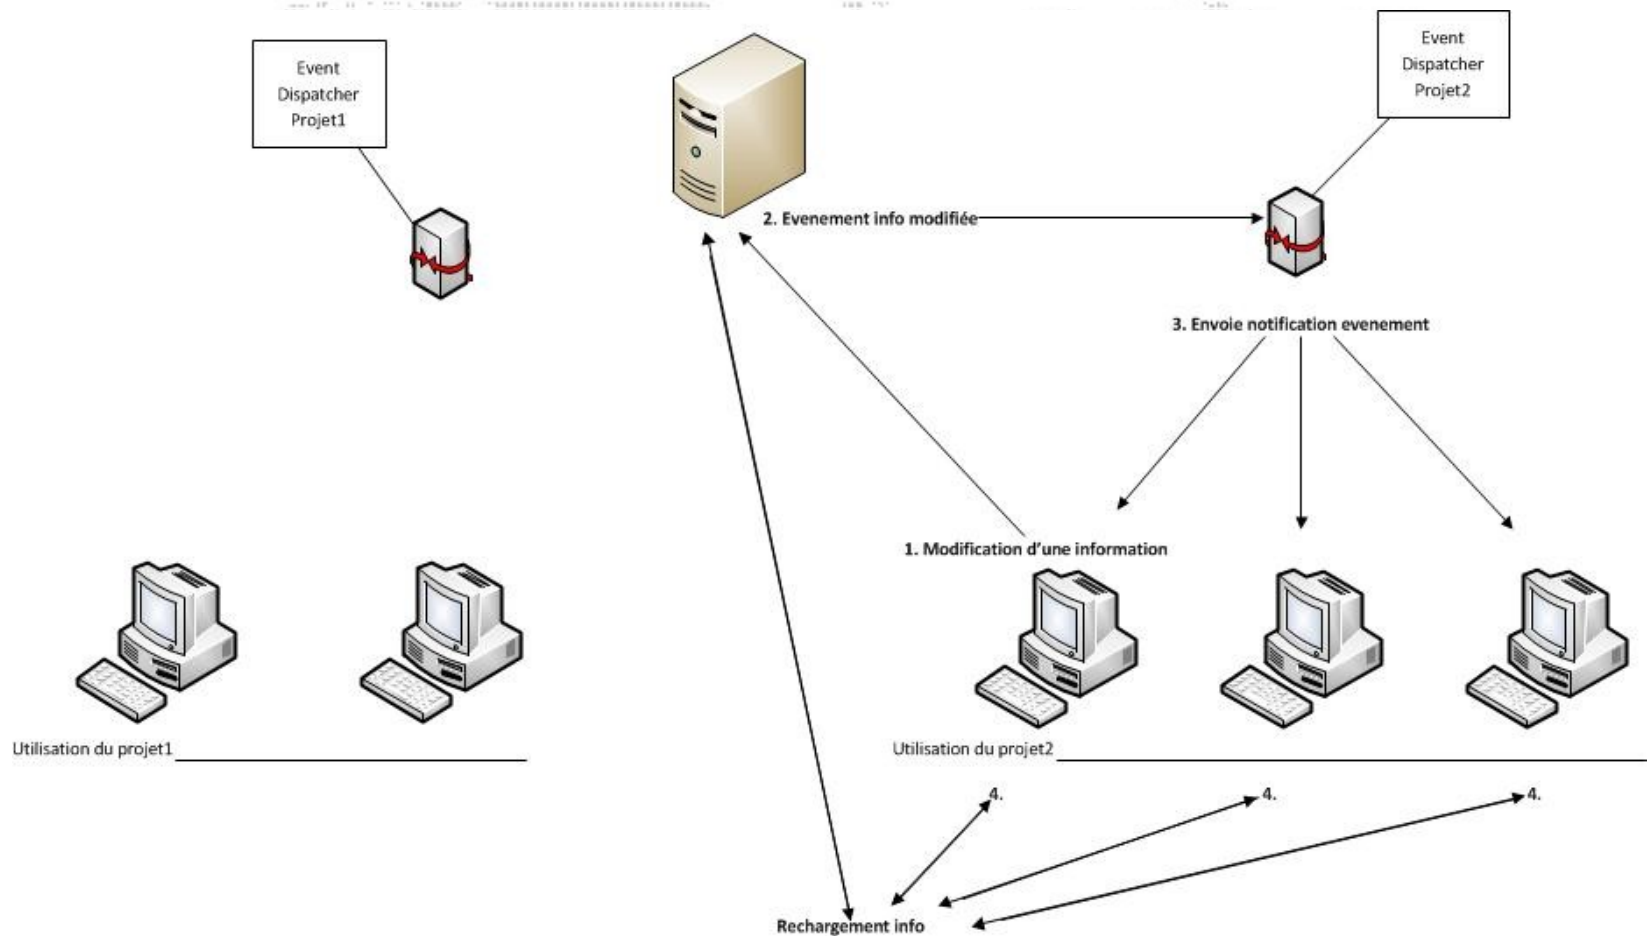 Event
Dispatcher
Projet1
Event
Dispatcher
Projet2
2. Evenement info modifiée
3. Envoie notification evenement
1. Modification d'une information
Utilisation du projet1
Utilisation du projet2
4.
4.
4.
Rechargement info